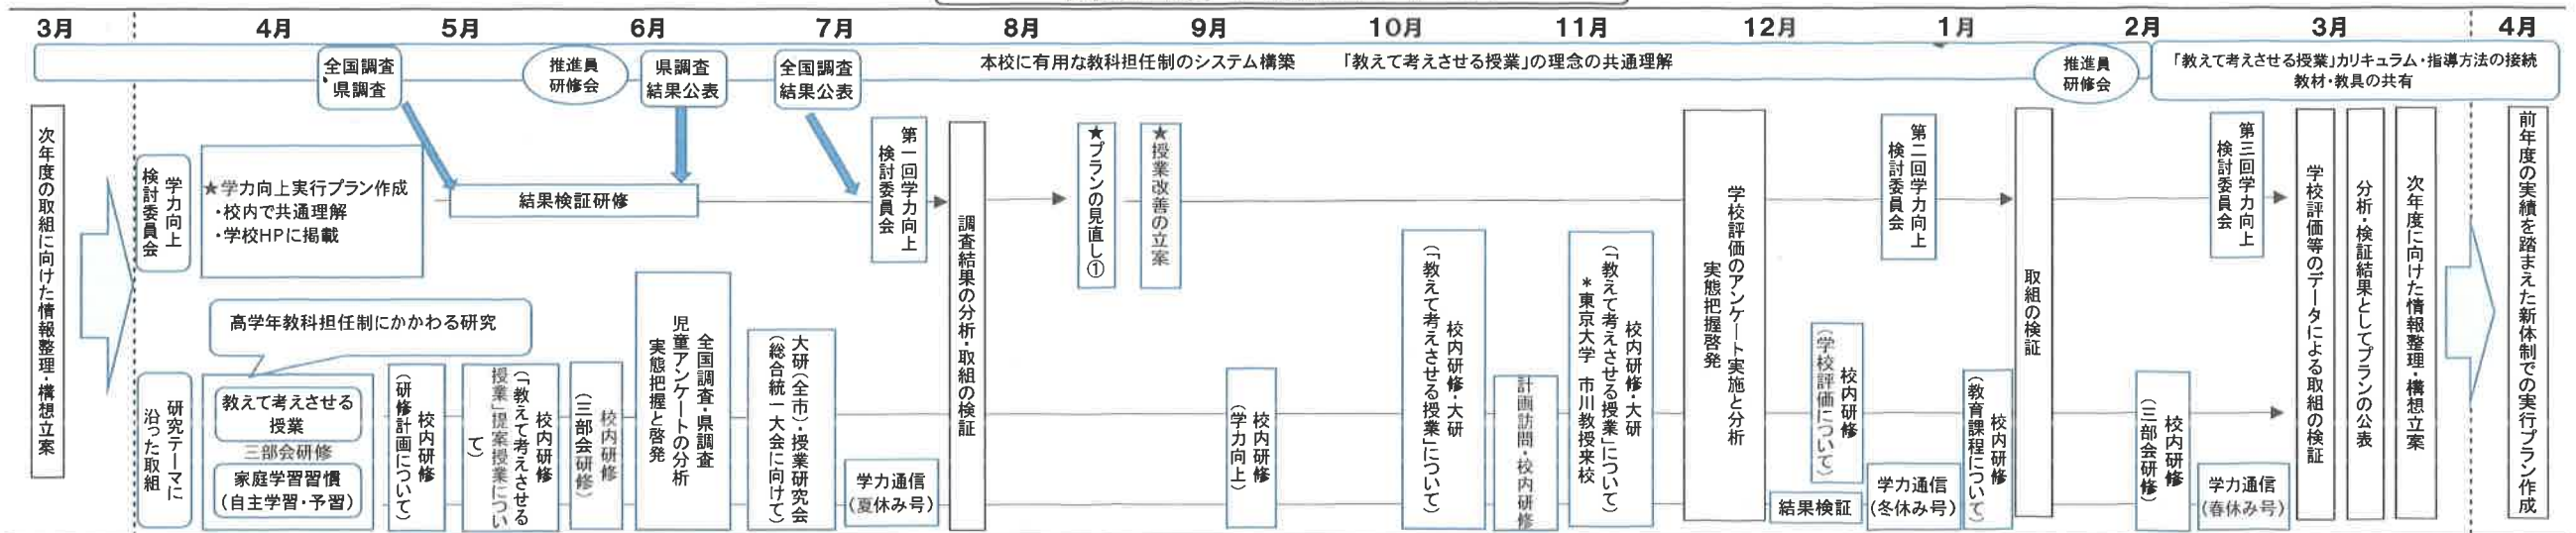 3月 4月 5月 6月 7月 8月 9月 10月 11月 12月 1月 2月 3月 4月
全国調査
県調査
推進員
研修会
県調査
結果公表
全国調査
結果公表
本校に有用な教科担任制のシステム構築 「教えて考えさせる授業」の理念の共通理解
推進員
研修会
「教えて考えさせる授業」カリキュラム・指導方法の接続
教材・教具の共有
次年度の取組に向けた情報整理・構想立案
学力向上
検討委員会
★学力向上実行プラン作成
・校内で共通理解
・学校HPに掲載
結果検証研修
第一回学力向上
検討委員会
調査結果の分析・取組の検証
★プランの見直し①
★授業改善の立案
学校評価のアンケート実施と分析
実態把握啓発
第二回学力向上
検討委員会
取組の検証
第三回学力向上
検討委員会
学校評価等のデータによる取組の検証
分析・検証結果としてプランの公表
次年度に向けた情報整理・構想立案
前年度の実績を踏まえた新体制での実行プラン作成
高学年教科担任制にかかわる研究
研究テーマに
沿った取組
教えて考えさせる
授業
三部会研修
家庭学習習慣
(自主学習・予習)
校内研修
(研修計画について)
校内研修
(「教えて考えさせる
授業」提案授業につい
て)
校内研修
(三部会研修)
全国調査・県調査
児童アンケートの分析
実態把握と啓発
大研(全市)・授業研究会
(総合統一大会に向けて)
学力通信
(夏休み号)
校内研修
(学力向上)
校内研修・大研
(「教えて考えさせる授業」について)
計画訪問・校内研修
校内研修・大研
(「教えて考えさせる授業」について)
*東京大学 市川教授来校
結果検証
校内研修
(学校評価について)
学力通信
(冬休み号)
校内研修
(教育課程について)
校内研修
(三部会研修)
学力通信
(春休み号)